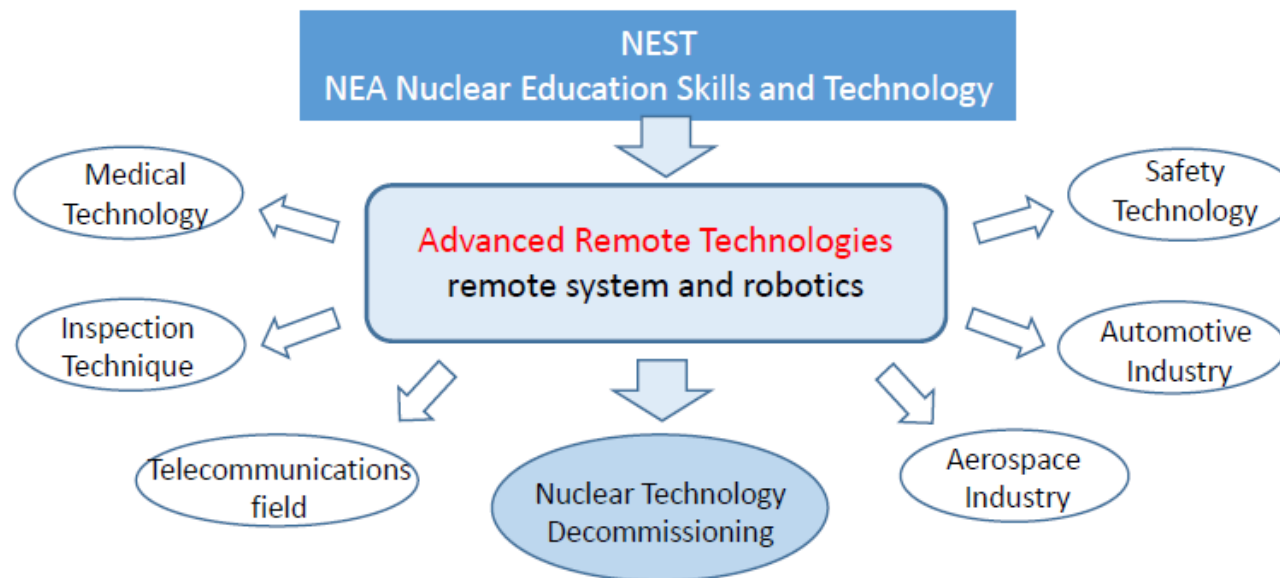 NEST
NEA Nuclear Education Skills and Technology
Medical
Technology
Safety
Technology
Advanced Remote Technologies
remote system and robotics
Inspection
Technique
Automotive
Industry
Telecommunications
field
Nuclear Technology
Decommissioning
Aerospace
Industry